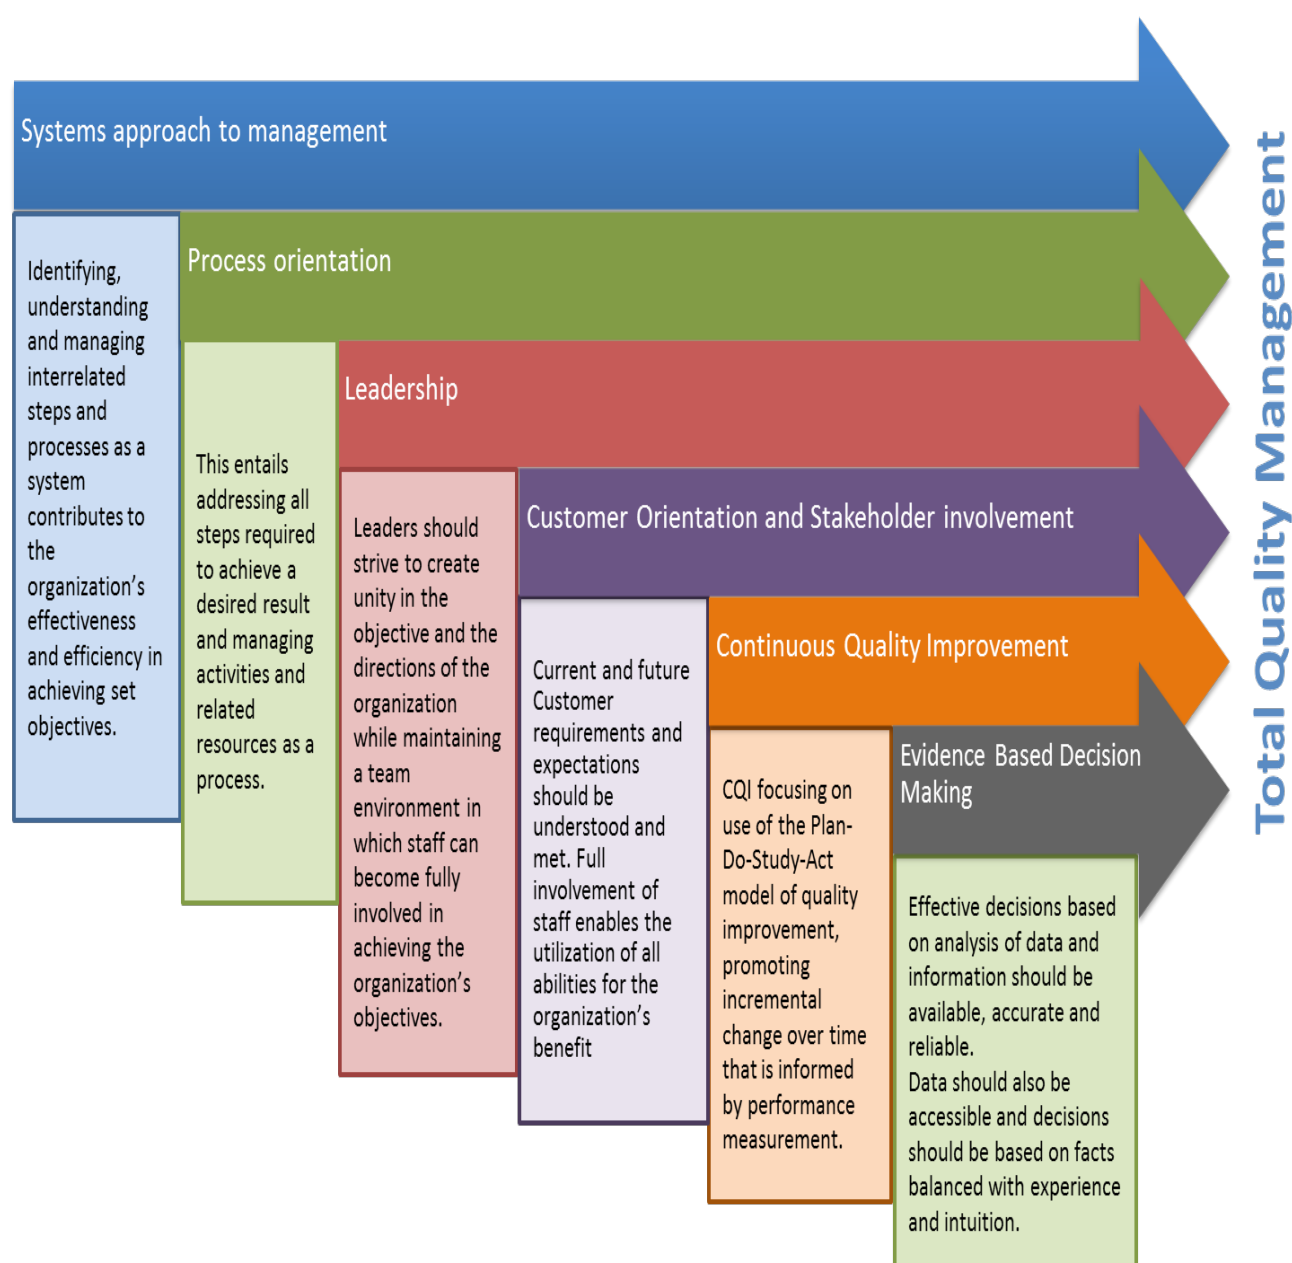 Systems approach to management
Identifying,
understanding
and managing
interrelated
steps and
processes as a
system
contributes to
the
organization’s
effectiveness
and efficiency in
achieving set
objectives.
Process orientation
This entails
addressing all
steps required
to achieve a
desired result
and managing
activities and
related
resources as a
process.
Leadership
Leaders should
strive to create
unity in the
objective and the
directions of the
organization
while maintaining
a team
environment in
which staff can
become fully
involved in
achieving the
organization’s
objectives.
Customer Orientation and Stakeholder involvement
Current and future
Customer
requirements and
expectations
should be
understood and
met. Full
involvement of
staff enables the
utilization of all
abilities for the
organization’s
benefit
Continuous Quality Improvement
CQI focusing on
use of the Plan-
Do-Study-Act
model of quality
improvement,
promoting
incremental
change over time
that is informed
by performance
measurement.
Evidence Based Decision
Making
Effective decisions based
on analysis of data and
information should be
available, accurate and
reliable.
Data should also be
accessible and decisions
should be based on facts
balanced with experience
and intuition.
Total Quality Management